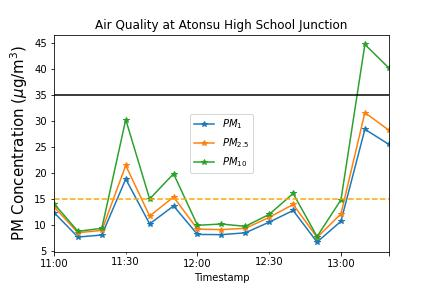 Air Quality at Atonsu High School Junction
PM Concentration (μg/m³)
45
40
35
30
25
20
15
10
5
PM₁
PM₂.₅
PM₁₀
11:00 11:30 12:00 12:30 13:00
Timestamp